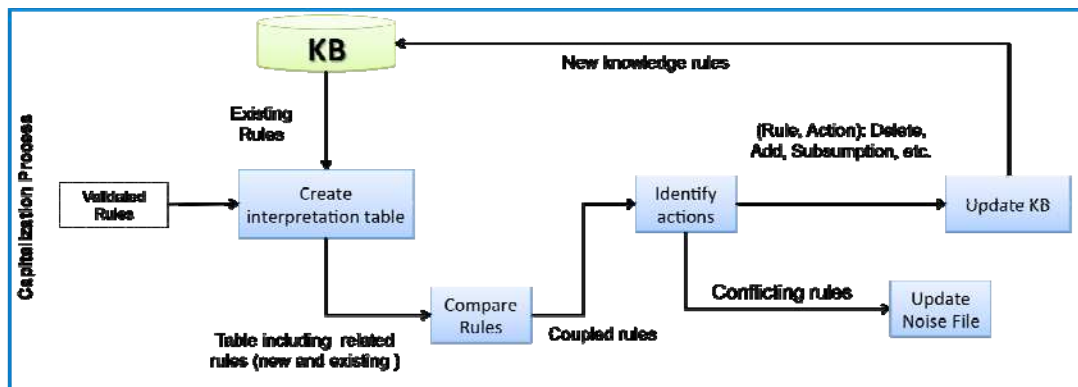 Capitalization Process
KB
New knowledge rules
Existing
Rules
(Rule, Action): Delete,
Add, Subsumption, etc.
Validated
Rules
Create
interpretation table
Identify
actions
Update KB
Compare
Rules
Coupled rules
Conflicting rules
Update
Noise File
Table including related
rules (new and existing )